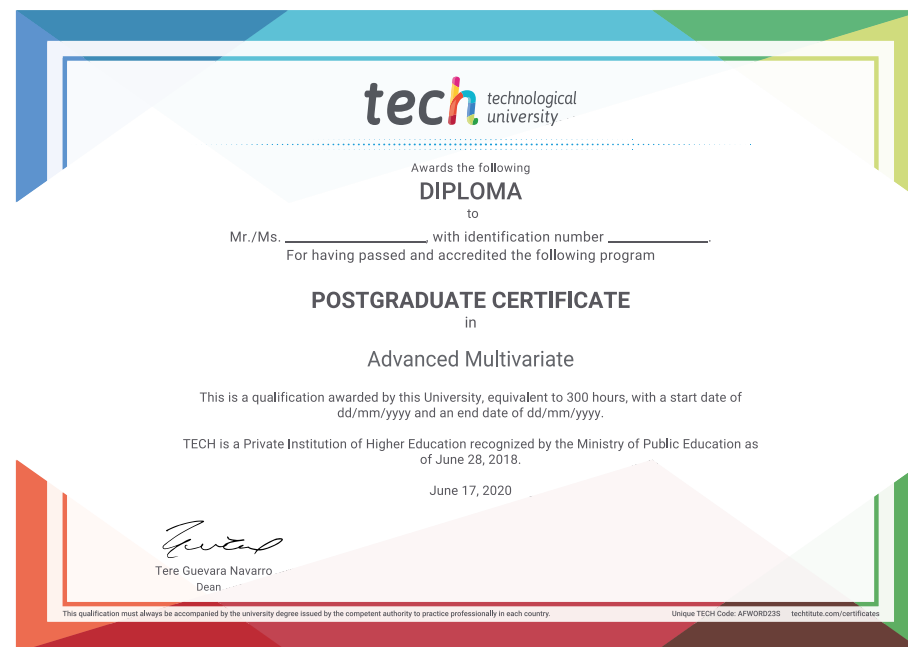 tech technological
university
Awards the following
DIPLOMA
to
Mr./Ms. ____________, with identification number ____________.
For having passed and accredited the following program
POSTGRADUATE CERTIFICATE
in
Advanced Multivariate
This is a qualification awarded by this University, equivalent to 300 hours, with a start date of
dd/mm/yyyy and an end date of dd/mm/yyyy.
TECH is a Private Institution of Higher Education recognized by the Ministry of Public Education as
of June 28, 2018.
June 17, 2020
Tere Guevara Navarro
Dean
This qualification must always be accompanied by the university degree issued by the competent authority to practice professionally in each country. Unique TECH Code: AFWORD23S techtitute.com/certificates